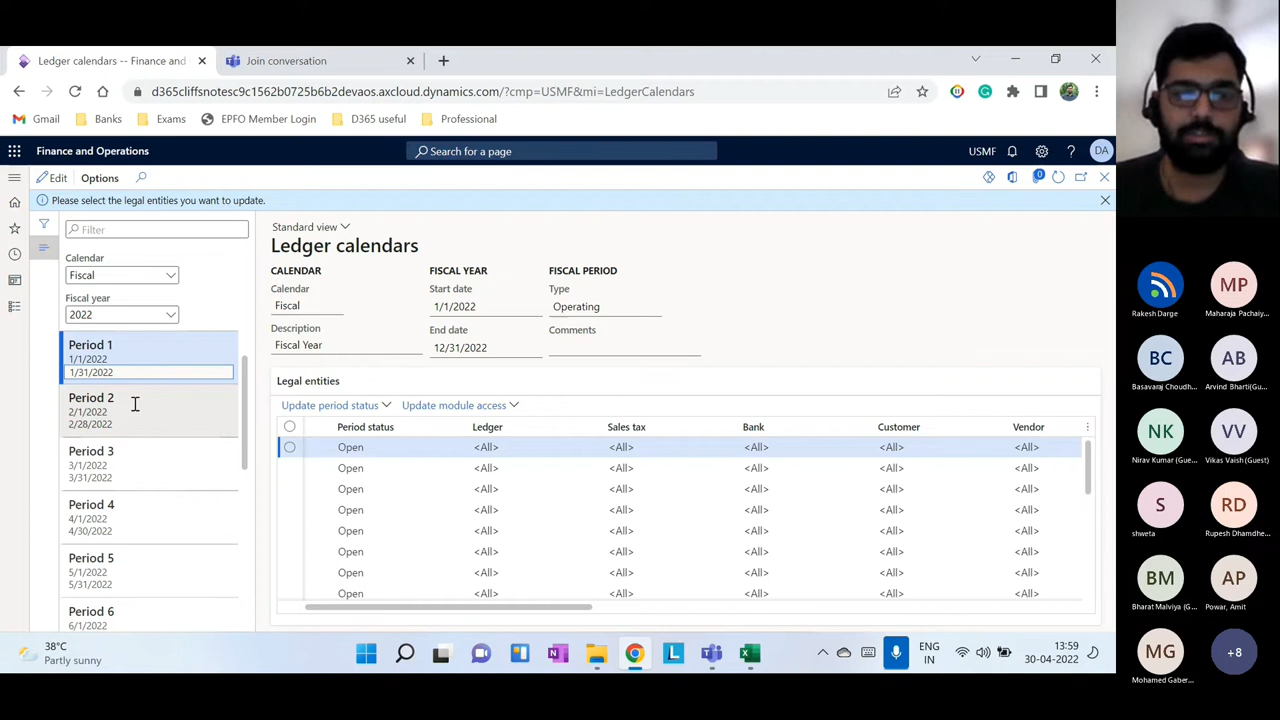 Ledger calendars -- Finance and
Join conversation
d365cliffsnotesc9c1562b0725b6b2devaos.axcloud.dynamics.com/?cmp=USMF&mi=LedgerCalendars
Gmail
Banks
Exams
EPFO Member Login
D365 useful
Professional
Finance and Operations
Search for a page
USMF
DA
Edit
Options
0
Please select the legal entities you want to update.
Filter
Calendar
Fiscal
Fiscal year
2022
Period 1
1/1/2022
1/31/2022
Period 2
2/1/2022
2/28/2022
Period 3
3/1/2022
3/31/2022
Period 4
4/1/2022
4/30/2022
Period 5
5/1/2022
5/31/2022
Period 6
6/1/2022
Standard view
Ledger calendars
CALENDAR
FISCAL YEAR
FISCAL PERIOD
Calendar
Start date
Type
Fiscal
1/1/2022
Operating
Description
End date
Comments
Fiscal Year
12/31/2022
Legal entities
Update period status
Update module access
Period status Ledger Sales tax Bank Customer Vendor
Open <All> <All> <All> <All> <All>
Open <All> <All> <All> <All> <All>
Open <All> <All> <All> <All> <All>
Open <All> <All> <All> <All> <All>
Open <All> <All> <All> <All> <All>
Open <All> <All> <All> <All> <All>
Open <All> <All> <All> <All> <All>
Open <All> <All> <All> <All> <All>
38°C
Partly sunny
ENG
IN
13:59
30-04-2022
Rakesh Darge
MP
Maharaja Pachaiy...
BC
Basavaraj Choudh...
AB
Arvind Bharti(Guest)
NK
Nirav Kumar (Gue...
VV
Vikas Vaish(Guest)
S
shweta
RD
Rupesh Dhamdhe...
BM
Bharat Malviya (G...
AP
Powar, Amit
MG
Mohamed Gaber...
+8